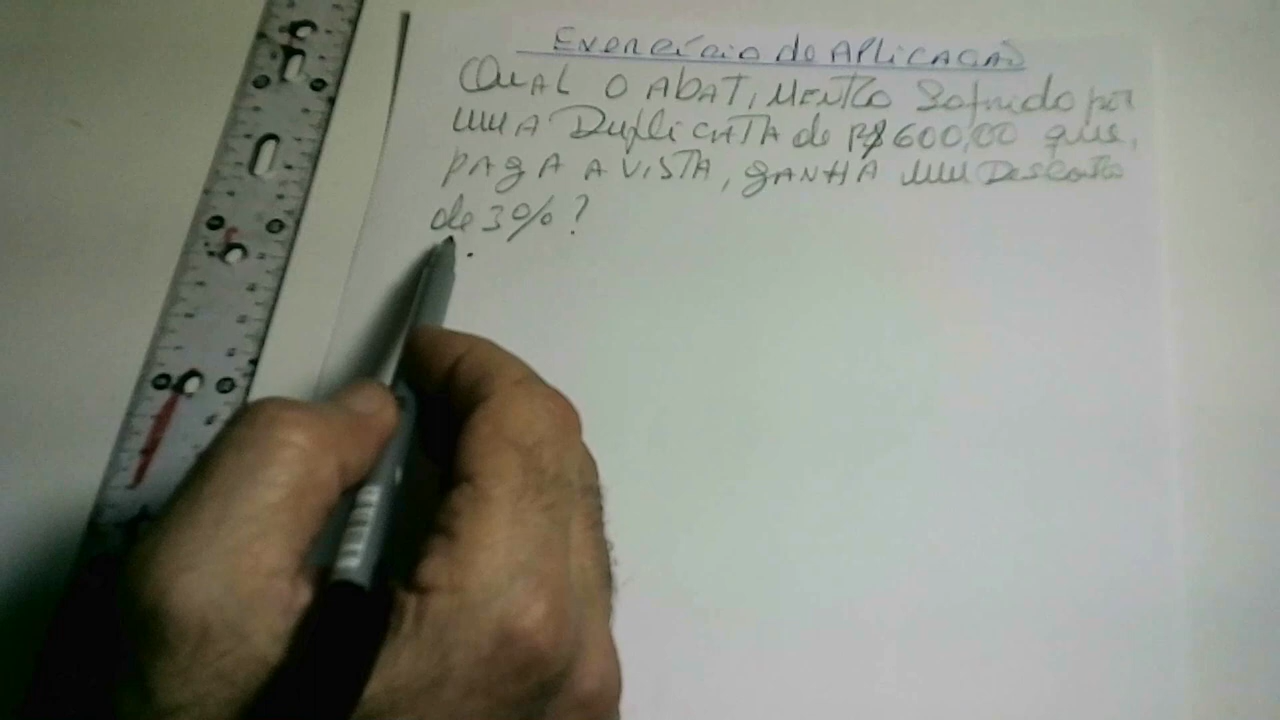 Exercício de Aplicação
QUAL O ABATIMENTO Sofrido por
uma Duplicata de R$600,00 que,
paga a vista, ganha um Desconto
de 3%?